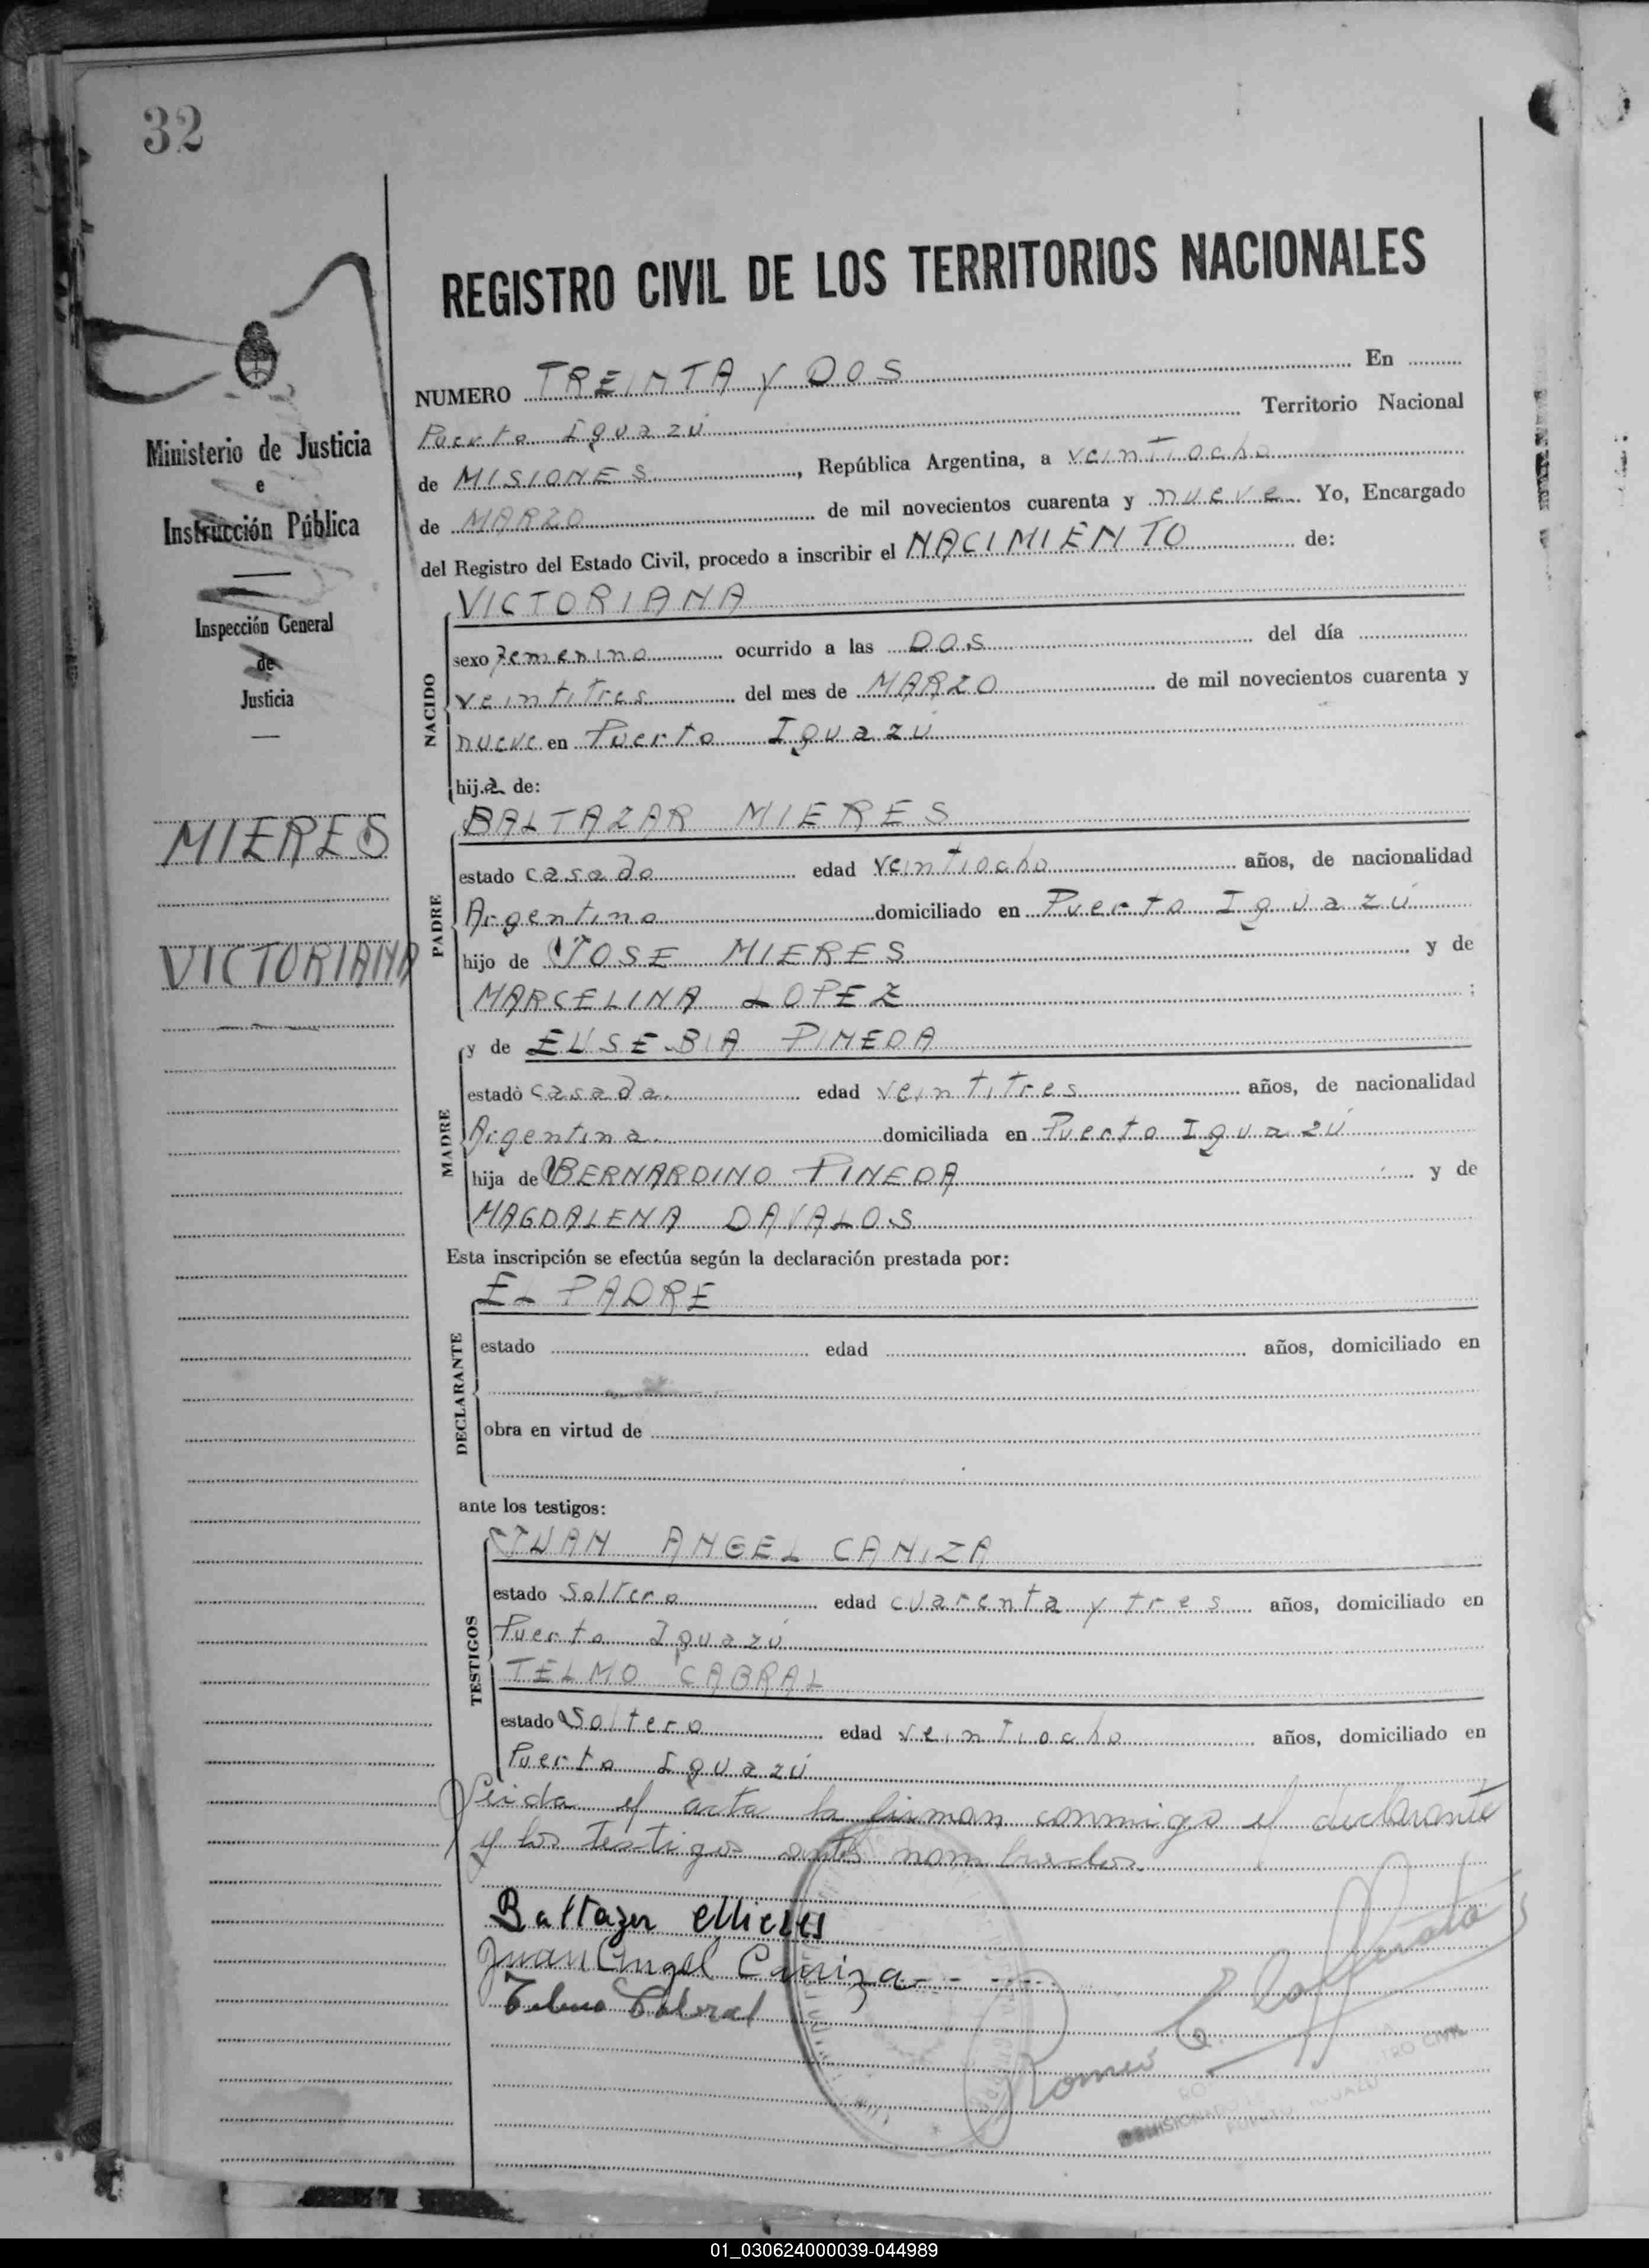 32
REGISTRO CIVIL DE LOS TERRITORIOS NACIONALES
Ministerio de Justicia
e
Instrucción Pública
Inspección General
de
Justicia
MIERES
VICTORIANA
NUMERO TREINTA Y DOS En
Puerto Iguazú Territorio Nacional
de MISIONES, República Argentina, a veintiocho
de MARZO de mil novecientos cuarenta y nueve. Yo, Encargado
del Registro del Estado Civil, procedo a inscribir el NACIMIENTO de:
VICTORIANA
NACIDO
sexo Femenino ocurrido a las DOS del día
veintitres del mes de MARZO de mil novecientos cuarenta y
nueve en Puerto Iguazú
hija de:
BALTAZAR MIERES
PADRE
estado casado edad veintiocho años, de nacionalidad
Argentino domiciliado en Puerto Iguazú
hijo de JOSE MIERES y de
MARCELINA LOPEZ ;
y de EUSEBIA PINEDA
MADRE
estado casada edad veintitres años, de nacionalidad
Argentina domiciliada en Puerto Iguazú
hija de BERNARDINO PINEDA y de
MAGDALENA DAVALOS
Esta inscripción se efectúa según la declaración prestada por:
EL PADRE
DECLARANTE
estado edad años, domiciliado en
obra en virtud de
ante los testigos:
JUAN ANGEL CANIZA
TESTIGOS
estado Soltero edad cuarenta y tres años, domiciliado en
Puerto Iguazú
TELMO CABRAL
estado Soltero edad veintiocho años, domiciliado en
Puerto Iguazú
Leida el acta la firman conmigo el declarante
y los testigos antes nombrados.
Baltazar Mieres
Juan Angel Caniza
Telmo Cabral
Romeo
01_030624000039-044989